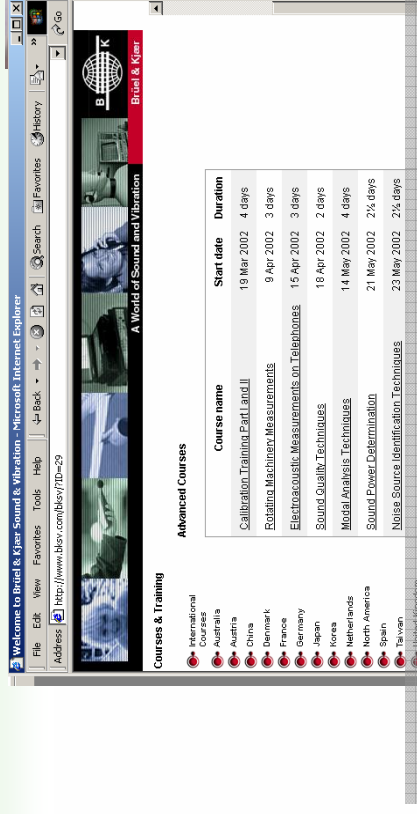 Welcome to Brüel & Kjær Sound & Vibration - Microsoft Internet Explorer
File Edit View Favorites Tools Help
Back Search Favorites History
Address http://www.bksv.com/bksv/?ID=29 Go
B K
A World of Sound and Vibration Brüel & Kjær
Courses & Training
International Courses
Australia
Austria
China
Denmark
France
Germany
Japan
Korea
Netherlands
North America
Spain
Taiwan
Advanced Courses
Course name Start date Duration
Calibration Training Part I and II 19 Mar 2002 4 days
Rotating Machinery Measurements 9 Apr 2002 3 days
Electroacoustic Measurements on Telephones 15 Apr 2002 3 days
Sound Quality Techniques 18 Apr 2002 2 days
Modal Analysis Techniques 14 May 2002 4 days
Sound Power Determination 21 May 2002 2½ days
Noise Source Identification Techniques 23 May 2002 2½ days